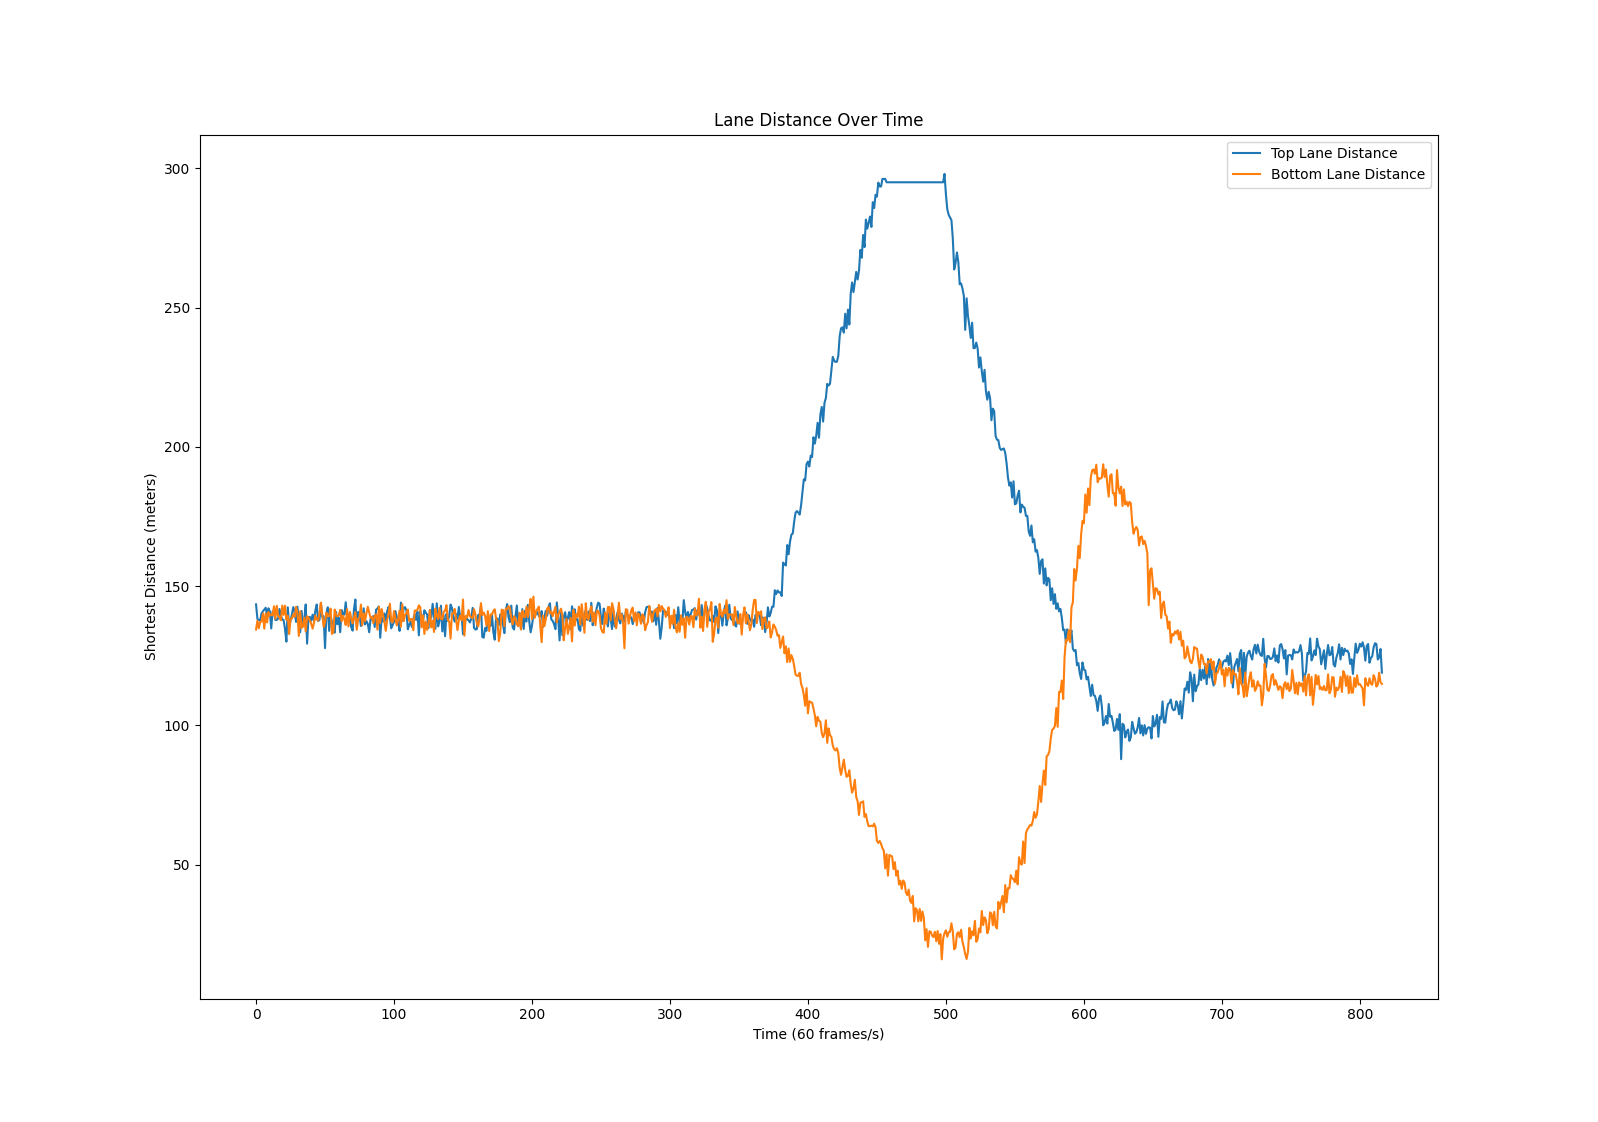 Lane Distance Over Time
Top Lane Distance
Bottom Lane Distance
Shortest Distance (meters)
300
250
200
150
100
50
0 100 200 300 400 500 600 700 800
Time (60 frames/s)